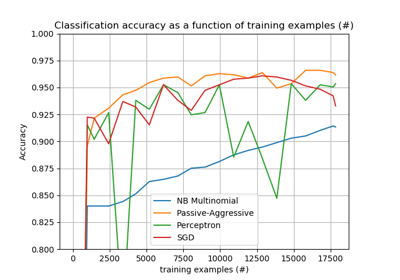 Classification accuracy as a function of training examples (#)
1.000
0.975
0.950
0.925
0.900
0.875
0.850
0.825
0.800
Accuracy
NB Multinomial
Passive-Aggressive
Perceptron
SGD
0 2500 5000 7500 10000 12500 15000 17500
training examples (#)